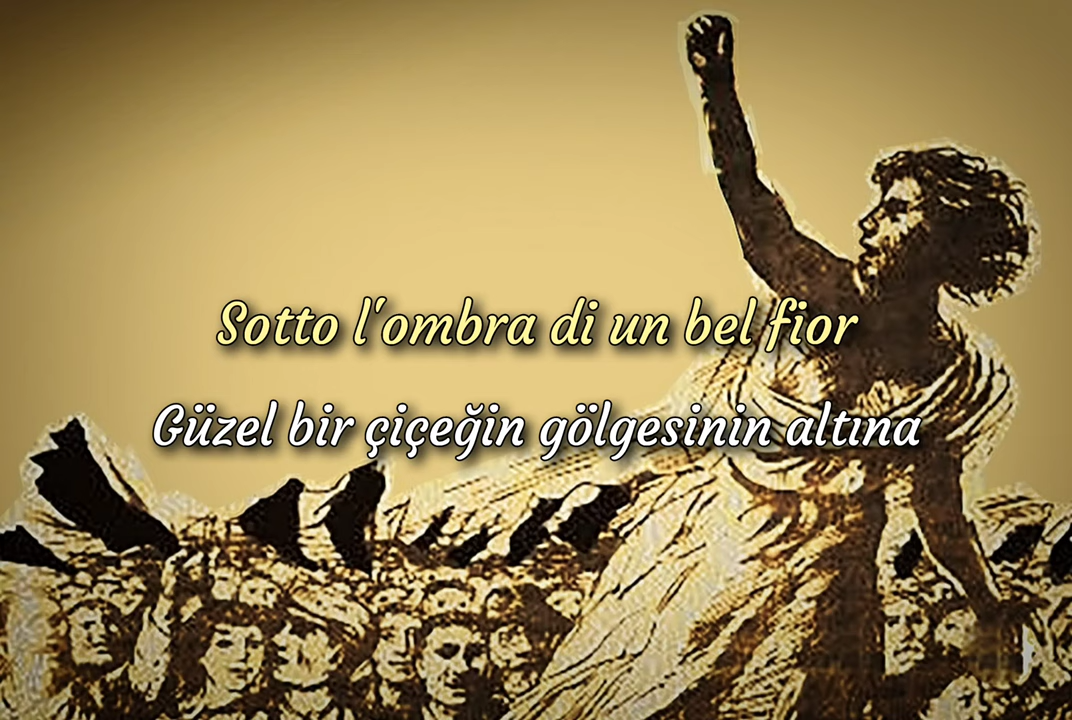 Sotto l'ombra di un bel fior
Güzel bir çiçeğin gölgesinin altına